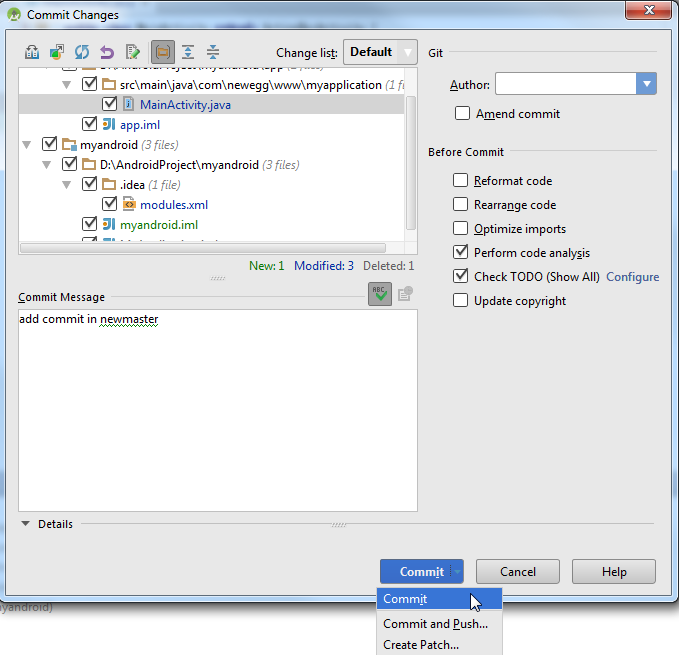 Commit Changes
Change list: Default
src\main\java\com\newegg\www\myapplication
MainActivity.java
app.iml
myandroid (3 files)
D:\AndroidProject\myandroid (3 files)
.idea (1 file)
modules.xml
myandroid.iml
New: 1 Modified: 3 Deleted: 1
Commit Message
ABC
add commit in newmaster
Details
Git
Author:
Amend commit
Before Commit
Reformat code
Rearrange code
Optimize imports
Perform code analysis
Check TODO (Show All) Configure
Update copyright
Commit Cancel Help
Commit
Commit and Push...
Create Patch...
yandroid)